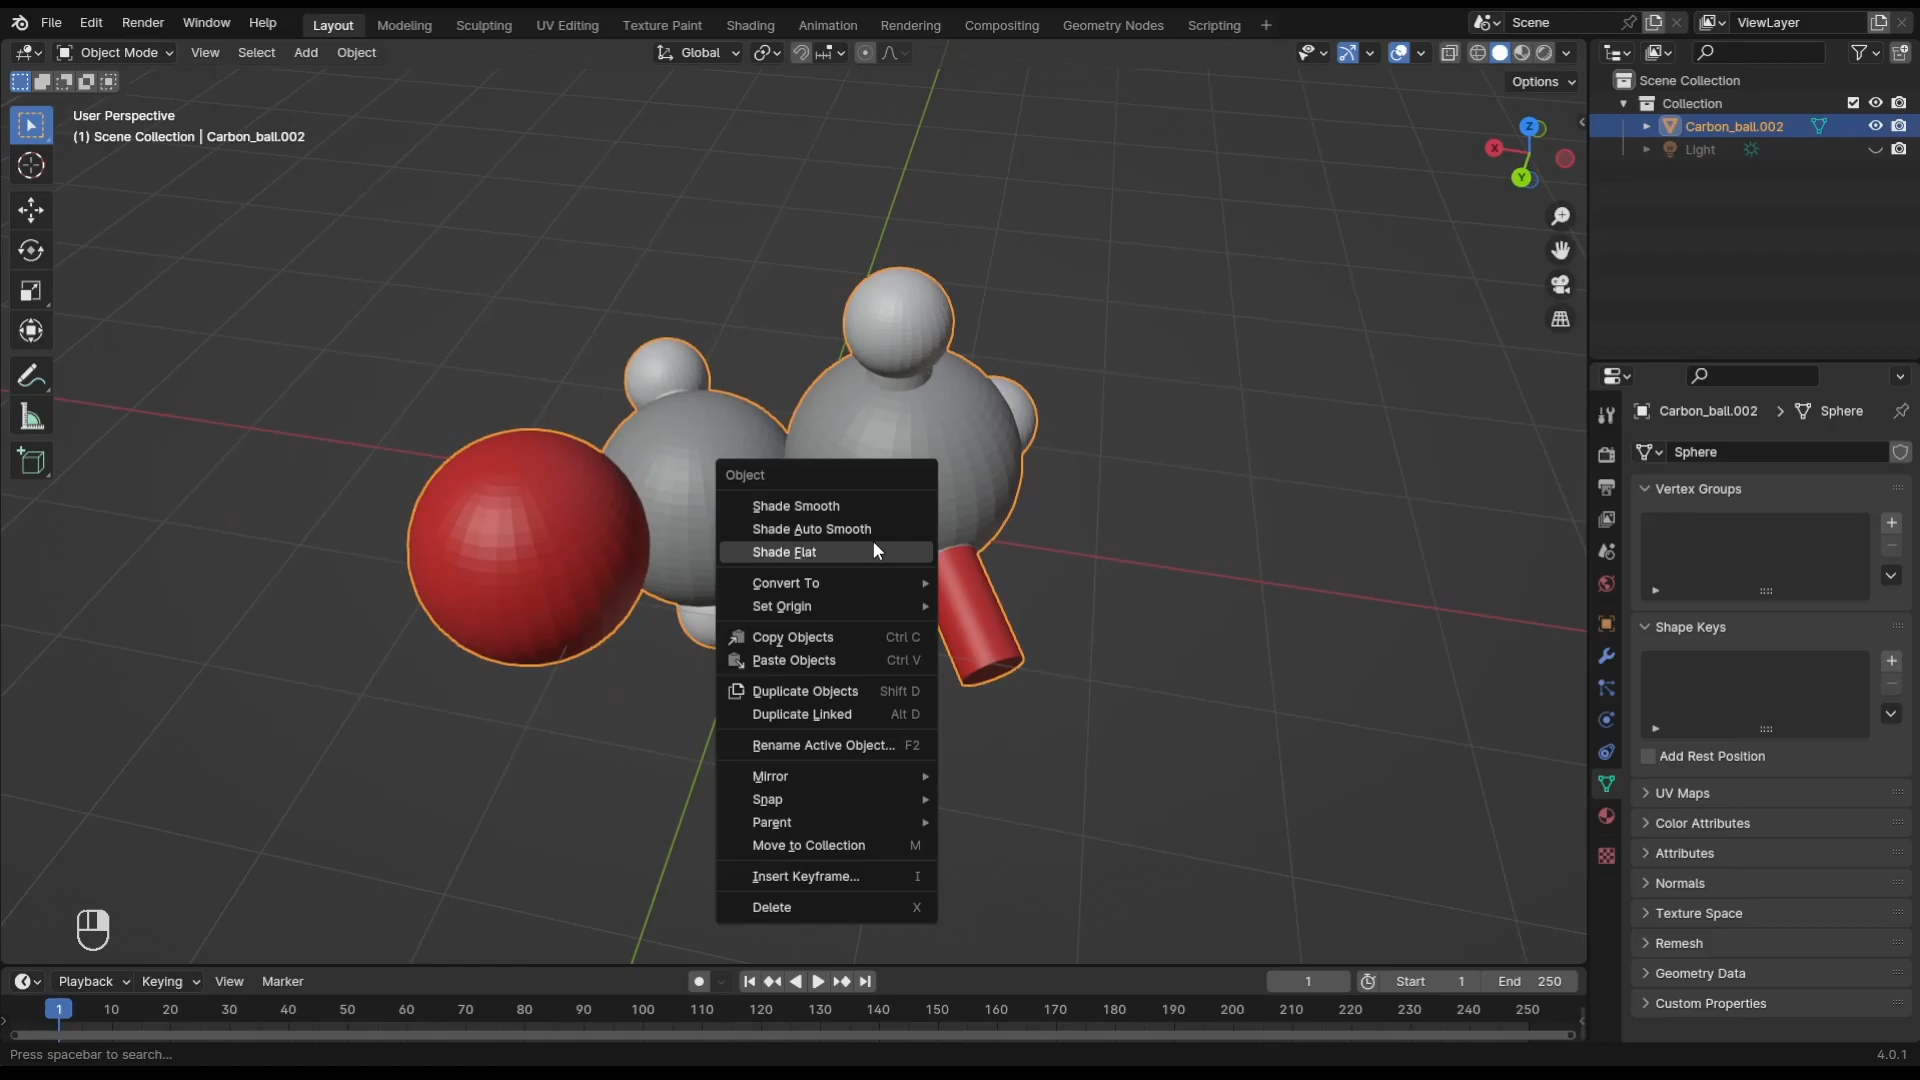 File Edit Render Window Help Layout Modeling Sculpting UV Editing Texture Paint Shading Animation Rendering Compositing Geometry Nodes Scripting + Scene ViewLayer
Object Mode View Select Add Object Global
Options
User Perspective
(1) Scene Collection | Carbon_ball.002
Z
X
Y
Scene Collection
Collection
Carbon_ball.002
Light
Carbon_ball.002 > Sphere
Sphere
Vertex Groups
Shape Keys
Add Rest Position
UV Maps
Color Attributes
Attributes
Normals
Texture Space
Remesh
Geometry Data
Custom Properties
Object
Shade Smooth
Shade Auto Smooth
Shade Flat
Convert To
Set Origin
Copy Objects Ctrl C
Paste Objects Ctrl V
Duplicate Objects Shift D
Duplicate Linked Alt D
Rename Active Object... F2
Mirror
Snap
Parent
Move to Collection M
Insert Keyframe... I
Delete X
Playback Keying View Marker 1 Start 1 End 250
1 10 20 30 40 50 60 70 80 90 100 110 120 130 140 150 160 170 180 190 200 210 220 230 240 250
Press spacebar to search... 4.0.1